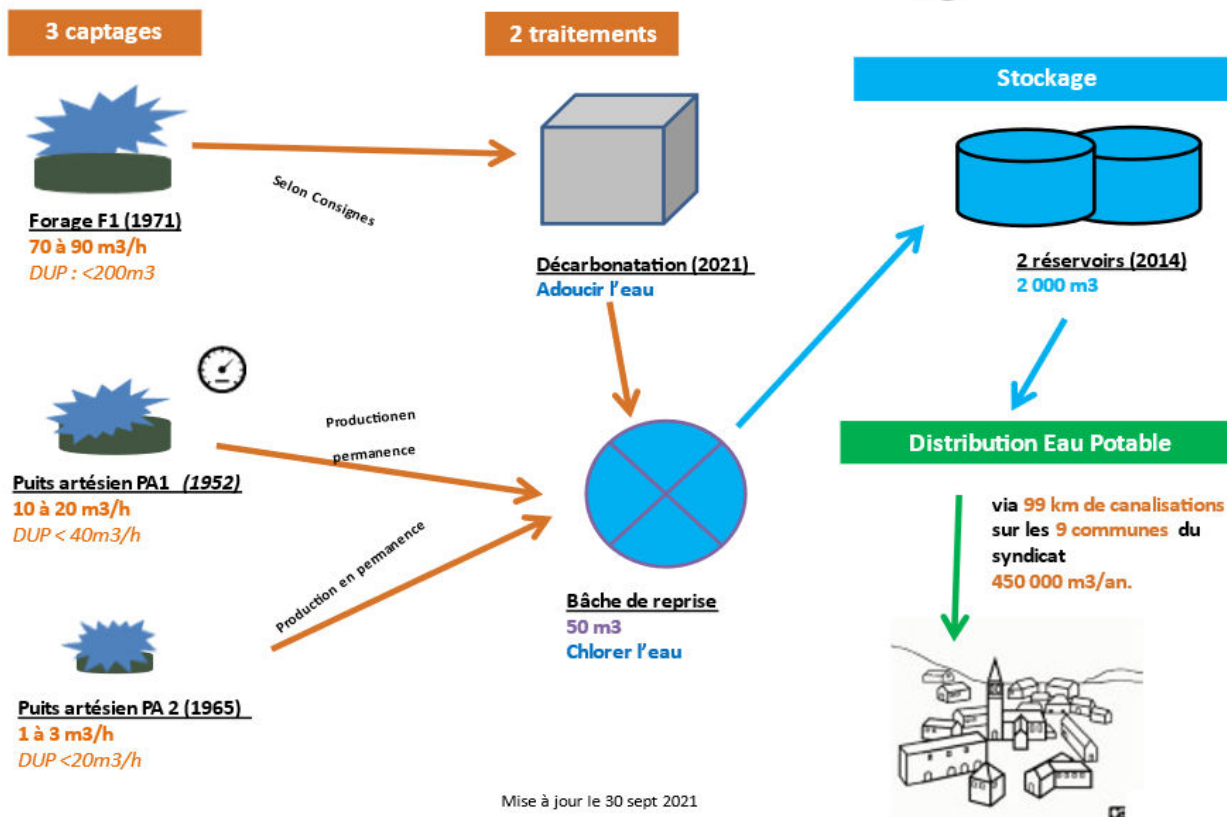 3 captages
2 traitements
Stockage
Selon Consignes
Forage F1 (1971)
70 à 90 m3/h
DUP : <200m3
Décarbonatation (2021)
Adoucir l'eau
2 réservoirs (2014)
2 000 m3
Productionen
permanence
Puits artésien PA1 (1952)
10 à 20 m3/h
DUP < 40m3/h
Production en permanence
Distribution Eau Potable
via 99 km de canalisations
sur les 9 communes du
syndicat
450 000 m3/an.
Bâche de reprise
50 m3
Chlorer l'eau
Puits artésien PA 2 (1965)
1 à 3 m3/h
DUP <20m3/h
Mise à jour le 30 sept 2021